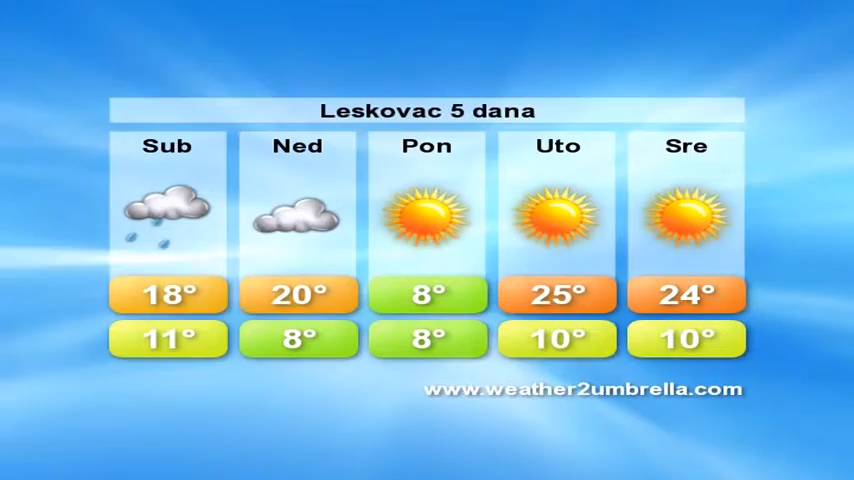 Leskovac 5 dana
Sub Ned Pon Uto Sre
18° 20° 8° 25° 24°
11° 8° 8° 10° 10°
www.weather2umbrella.com